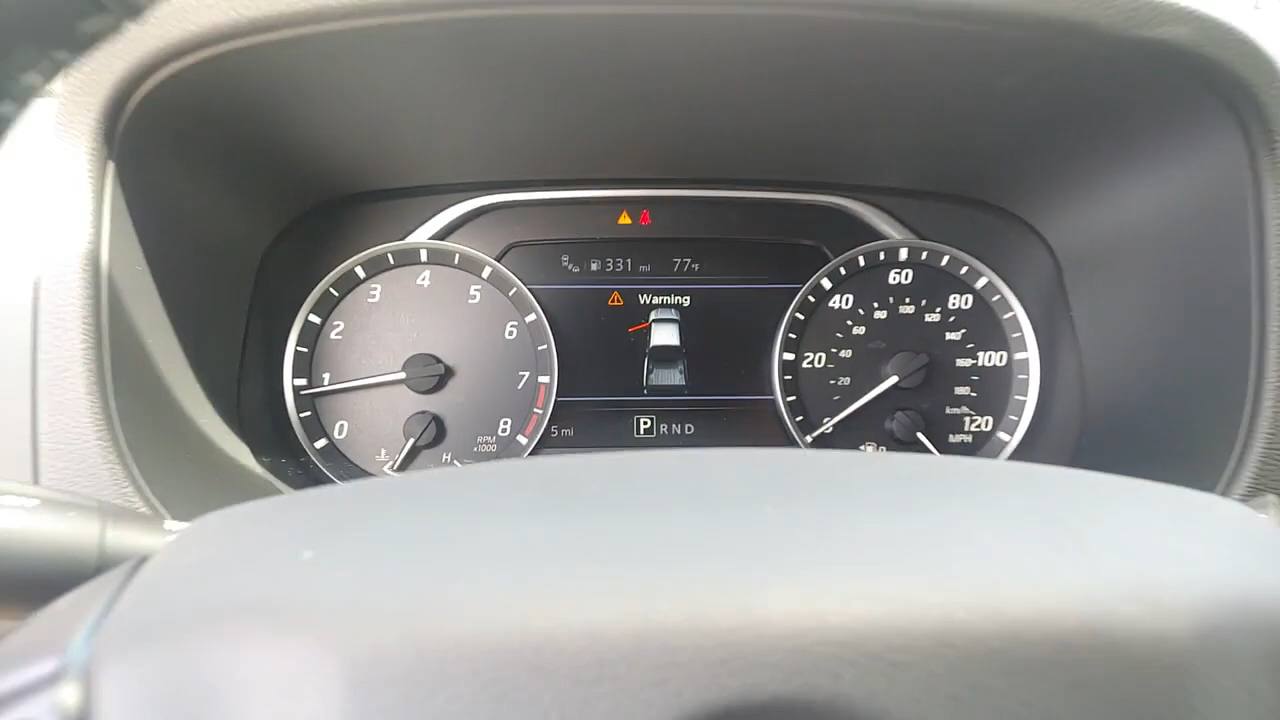 331 mi 77°F
Warning
0 1 2 3 4 5 6 7 8
RPM
x1000
H
5 mi
P R N D
0 20 40 60 80 100 120
MPH
20 40 60 80 100 120 140 160 180
km/h